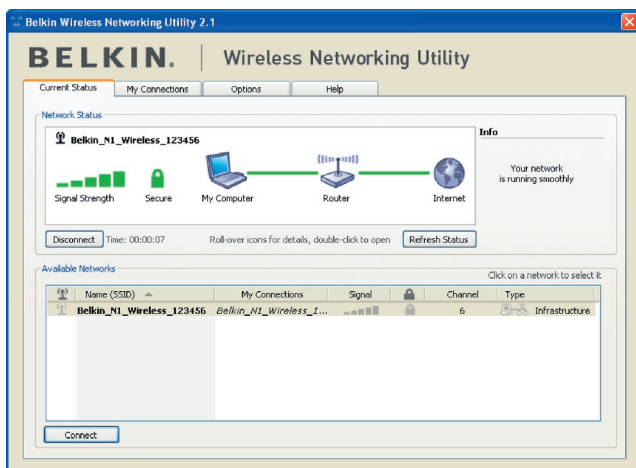 Belkin Wireless Networking Utility 2.1
BELKIN. | Wireless Networking Utility
Current Status My Connections Options Help
Network Status
Belkin_N1_Wireless_123456
Signal Strength Secure My Computer Router Internet
Info
Your network
is running smoothly
Disconnect Time: 00:00:07 Roll-over icons for details, double-click to open Refresh Status
Available Networks
Click on a network to select it
Name (SSID) My Connections Signal Channel Type
Belkin_N1_Wireless_123456 Belkin_N1_Wireless_1... 6 Infrastructure
Connect